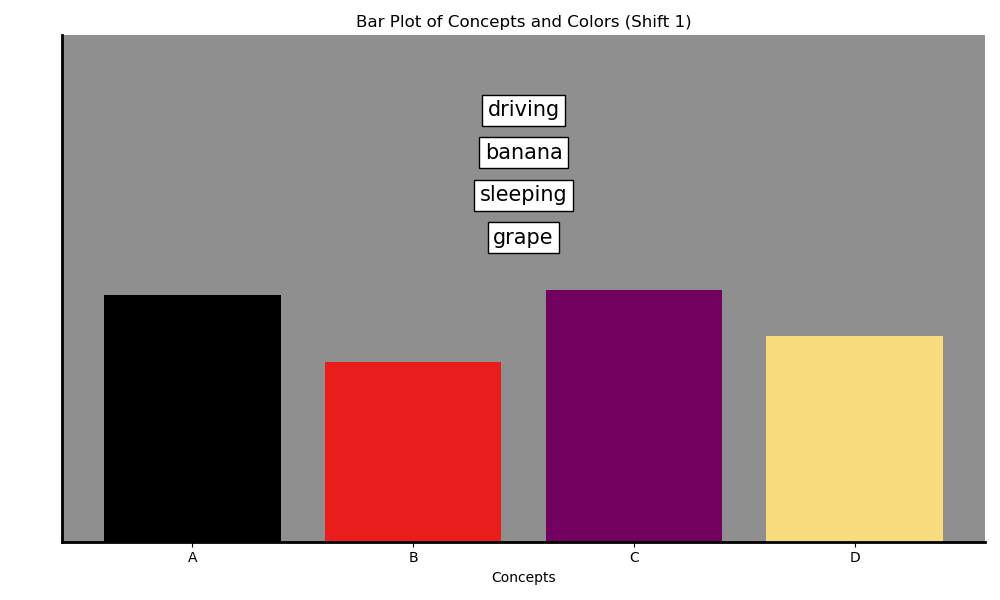 Bar Plot of Concepts and Colors (Shift 1)
driving
banana
sleeping
grape
A B C D
Concepts